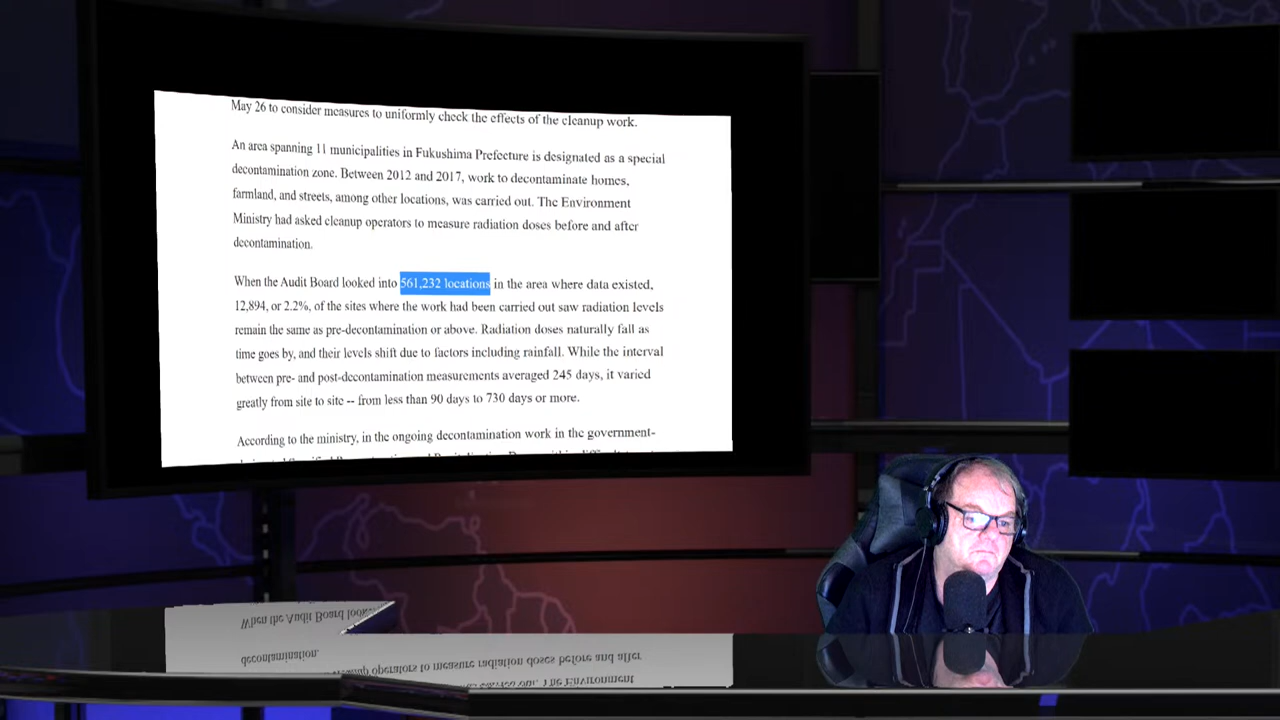 May 26 to consider measures to uniformly check the effects of the cleanup work.
An area spanning 11 municipalities in Fukushima Prefecture is designated as a special
decontamination zone. Between 2012 and 2017, work to decontaminate homes,
farmland, and streets, among other locations, was carried out. The Environment
Ministry had asked cleanup operators to measure radiation doses before and after
decontamination.
When the Audit Board looked into 561,232 locations in the area where data existed,
12,894, or 2.2%, of the sites where the work had been carried out saw radiation levels
remain the same as pre-decontamination or above. Radiation doses naturally fall as
time goes by, and their levels shift due to factors including rainfall. While the interval
between pre- and post-decontamination measurements averaged 245 days, it varied
greatly from site to site -- from less than 90 days to 730 days or more.
According to the ministry, in the ongoing decontamination work in the government-